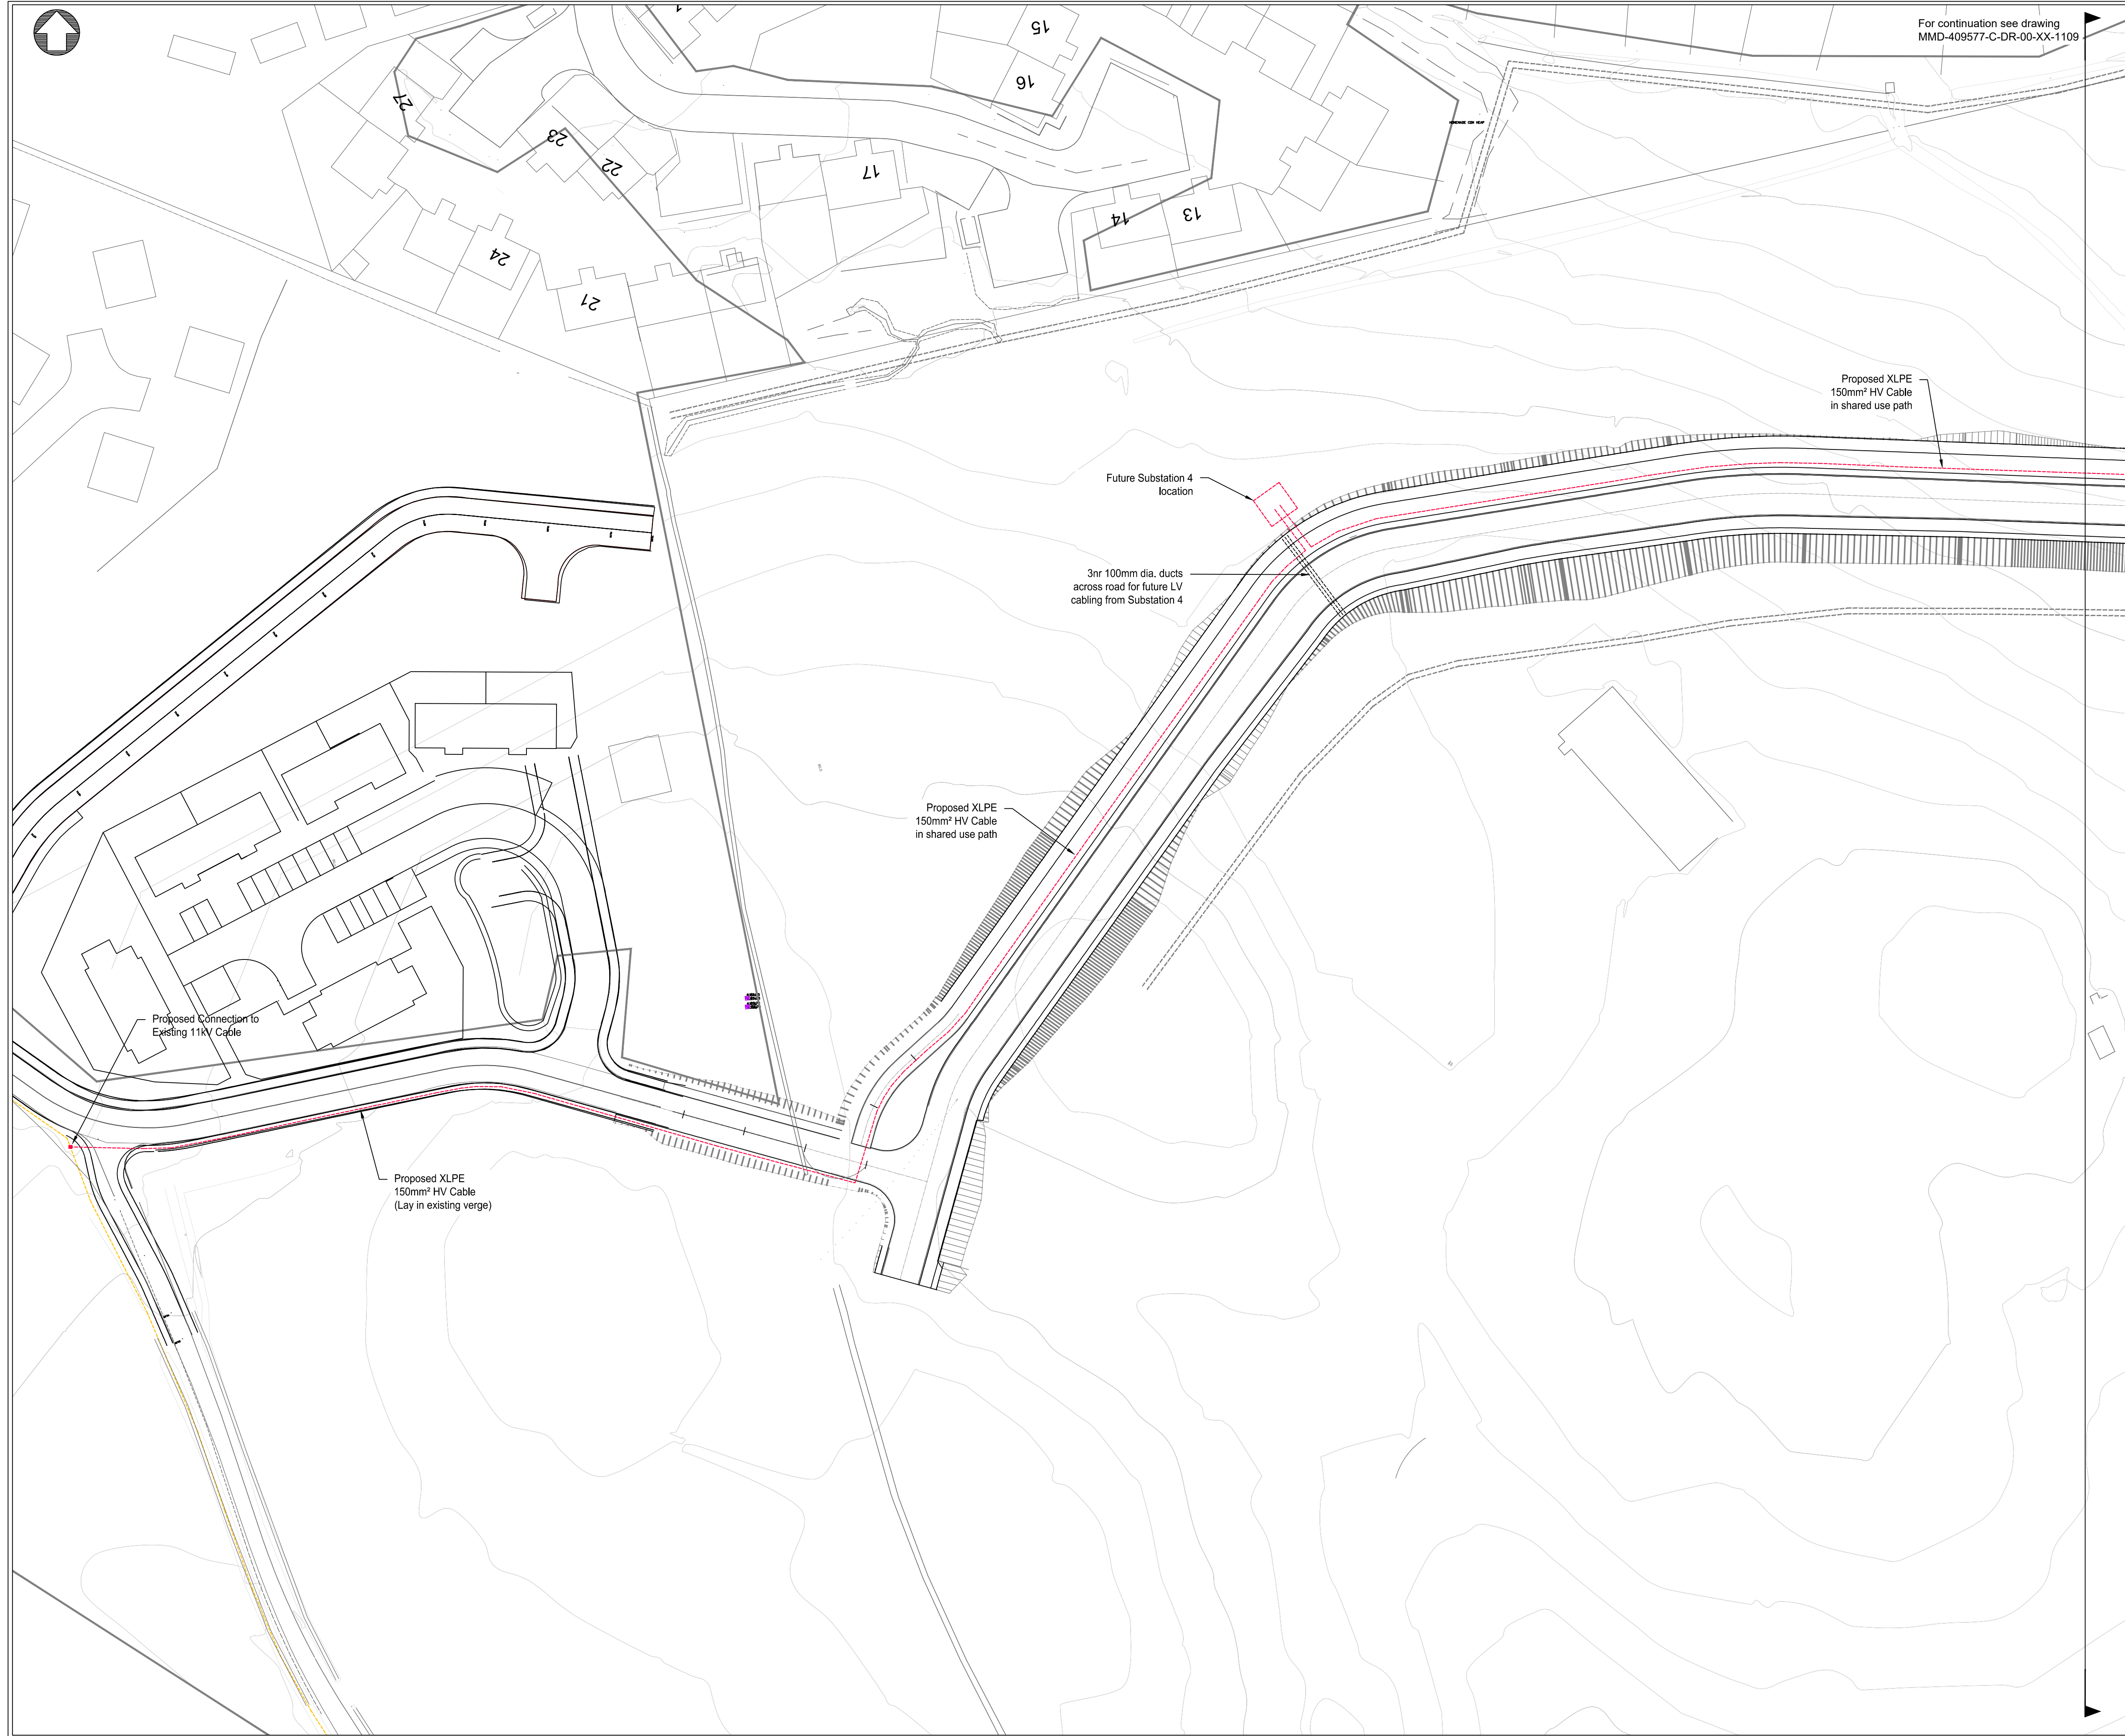 For continuation see drawing
MMD-409577-C-DR-00-XX-1109
15
16
27
23
22
17
14
13
24
21
Proposed XLPE
150mm² HV Cable
in shared use path
Future Substation 4
location
3nr 100mm dia. ducts
across road for future LV
cabling from Substation 4
Proposed XLPE
150mm² HV Cable
in shared use path
Proposed Connection to
Existing 11kV Cable
Proposed XLPE
150mm² HV Cable
(Lay in existing verge)